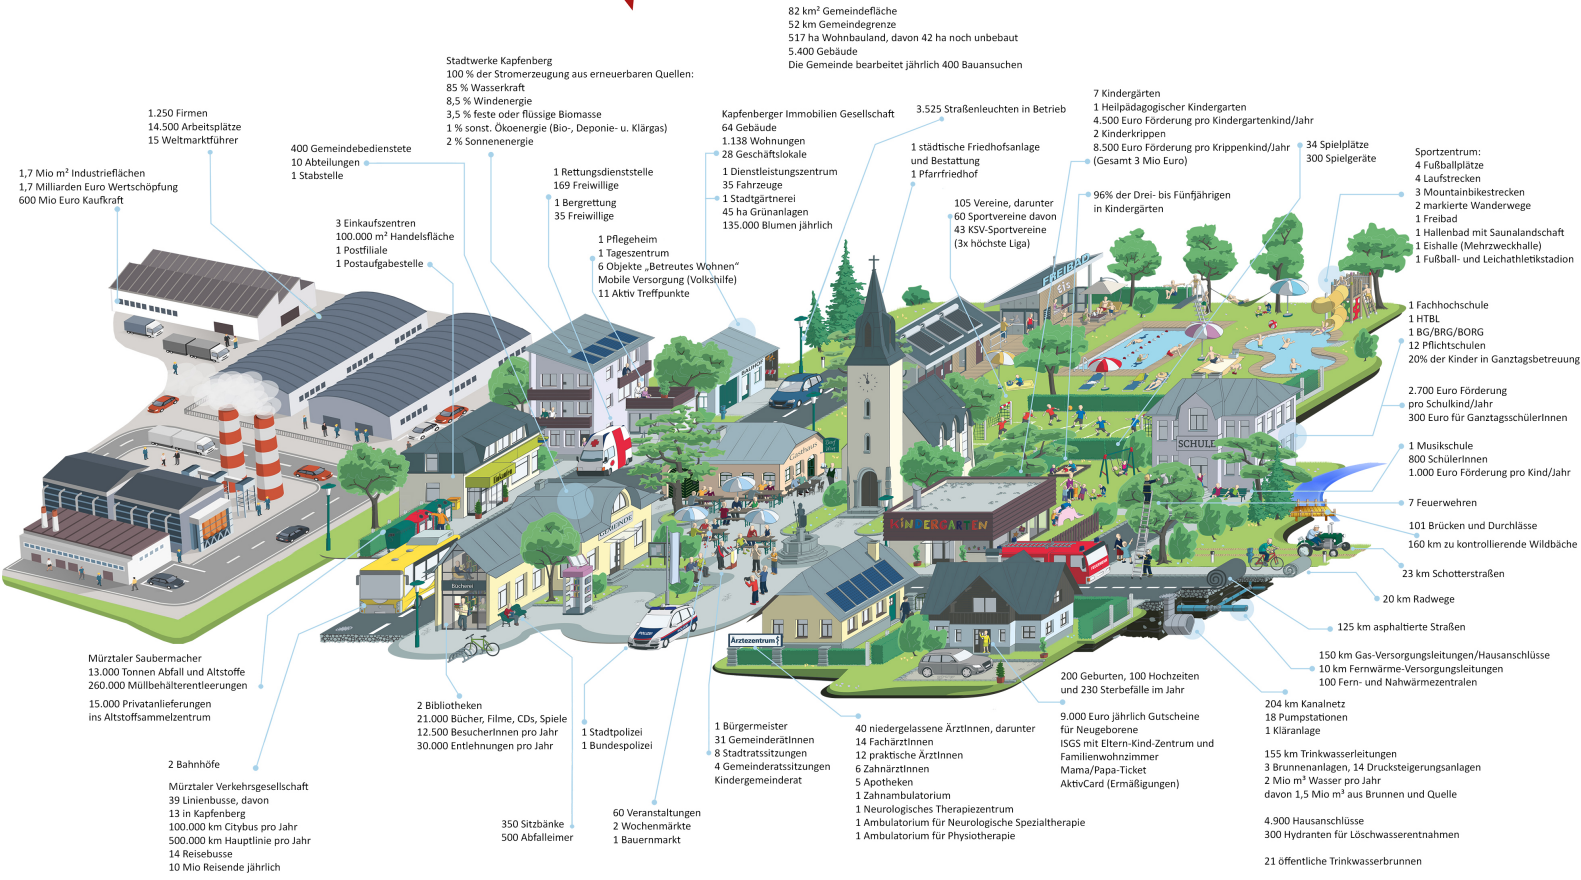 82 km² Gemeindefläche
52 km Gemeindegrenze
517 ha Wohnbauland, davon 42 ha noch unbebaut
5.400 Gebäude
Die Gemeinde bearbeitet jährlich 400 Bauansuchen
Stadtwerke Kapfenberg
100 % der Stromerzeugung aus erneuerbaren Quellen:
85 % Wasserkraft
8,5 % Windenergie
3,5 % feste oder flüssige Biomasse
1 % sonst. Ökoenergie (Bio-, Deponie- u. Klärgas)
2 % Sonnenenergie
1.250 Firmen
14.500 Arbeitsplätze
15 Weltmarktführer
400 Gemeindebedienstete
10 Abteilungen
1 Stabstelle
1,7 Mio m² Industrieflächen
1,7 Milliarden Euro Wertschöpfung
600 Mio Euro Kaufkraft
3 Einkaufszentren
100.000 m² Handelsfläche
1 Postfiliale
1 Postaufgabestelle
1 Rettungsdienststelle
169 Freiwillige
1 Bergrettung
35 Freiwillige
1 Pflegeheim
1 Tageszentrum
6 Objekte „Betreutes Wohnen“
Mobile Versorgung (Volkshilfe)
11 Aktiv Treffpunkte
Kapfenberger Immobilien Gesellschaft
64 Gebäude
1.138 Wohnungen
28 Geschäftslokale
1 Dienstleistungszentrum
35 Fahrzeuge
1 Stadtgärtnerei
45 ha Grünanlagen
135.000 Blumen jährlich
3.525 Straßenleuchten in Betrieb
1 städtische Friedhofsanlage
und Bestattung
1 Pfarrfriedhof
105 Vereine, darunter
60 Sportvereine davon
43 KSV-Sportvereine
(3x höchste Liga)
7 Kindergärten
1 Heilpädagogischer Kindergarten
4.500 Euro Förderung pro Kindergartenkind/Jahr
2 Kinderkrippen
8.500 Euro Förderung pro Krippenkind/Jahr
(Gesamt 3 Mio Euro)
96% der Drei- bis Fünfjährigen
in Kindergärten
34 Spielplätze
300 Spielgeräte
Sportzentrum:
4 Fußballplätze
4 Laufstrecken
3 Mountainbikestrecken
2 markierte Wanderwege
1 Freibad
1 Hallenbad mit Saunalandschaft
1 Eishalle (Mehrzweckhalle)
1 Fußball- und Leichathletikstadion
1 Fachhochschule
1 HTBL
1 BG/BRG/BORG
12 Pflichtschulen
20% der Kinder in Ganztagsbetreuung
2.700 Euro Förderung
pro Schulkind/Jahr
300 Euro für GanztagsschülerInnen
1 Musikschule
800 SchülerInnen
1.000 Euro Förderung pro Kind/Jahr
7 Feuerwehren
101 Brücken und Durchlässe
160 km zu kontrollierende Wildbäche
23 km Schotterstraßen
20 km Radwege
125 km asphaltierte Straßen
150 km Gas-Versorgungsleitungen/Hausanschlüsse
10 km Fernwärme-Versorgungsleitungen
100 Fern- und Nahwärmezentralen
204 km Kanalnetz
18 Pumpstationen
1 Kläranlage
155 km Trinkwasserleitungen
3 Brunnenanlagen, 14 Drucksteigerungsanlagen
2 Mio m³ Wasser pro Jahr
davon 1,5 Mio m³ aus Brunnen und Quelle
4.900 Hausanschlüsse
300 Hydranten für Löschwasserentnahmen
21 öffentliche Trinkwasserbrunnen
FREIBAD
Eis
BAUHOF
Gasthaus
SCHULE
KINDERGARTEN
GEMEINDE
Bücherei
POLIZEI
Ärztezentrum
Mürztaler Saubermacher
13.000 Tonnen Abfall und Altstoffe
260.000 Müllbehälterentleerungen
15.000 Privatanlieferungen
ins Altstoffsammelzentrum
2 Bahnhöfe
Mürztaler Verkehrsgesellschaft
39 Linienbusse, davon
13 in Kapfenberg
100.000 km Citybus pro Jahr
500.000 km Hauptlinie pro Jahr
14 Reisebusse
10 Mio Reisende jährlich
2 Bibliotheken
21.000 Bücher, Filme, CDs, Spiele
12.500 BesucherInnen pro Jahr
30.000 Entlehnungen pro Jahr
1 Stadtpolizei
1 Bundespolizei
350 Sitzbänke
500 Abfalleimer
60 Veranstaltungen
2 Wochenmärkte
1 Bauernmarkt
1 Bürgermeister
31 GemeinderätInnen
8 Stadtratssitzungen
4 Gemeinderatssitzungen
Kindergemeinderat
40 niedergelassene ÄrztInnen, darunter
14 FachärztInnen
12 praktische ÄrztInnen
6 ZahnärztInnen
5 Apotheken
1 Zahnambulatorium
1 Neurologisches Therapiezentrum
1 Ambulatorium für Neurologische Spezialtherapie
1 Ambulatorium für Physiotherapie
200 Geburten, 100 Hochzeiten
und 230 Sterbefälle im Jahr
9.000 Euro jährlich Gutscheine
für Neugeborene
ISGS mit Eltern-Kind-Zentrum und
Familienwohnzimmer
Mama/Papa-Ticket
AktivCard (Ermäßigungen)